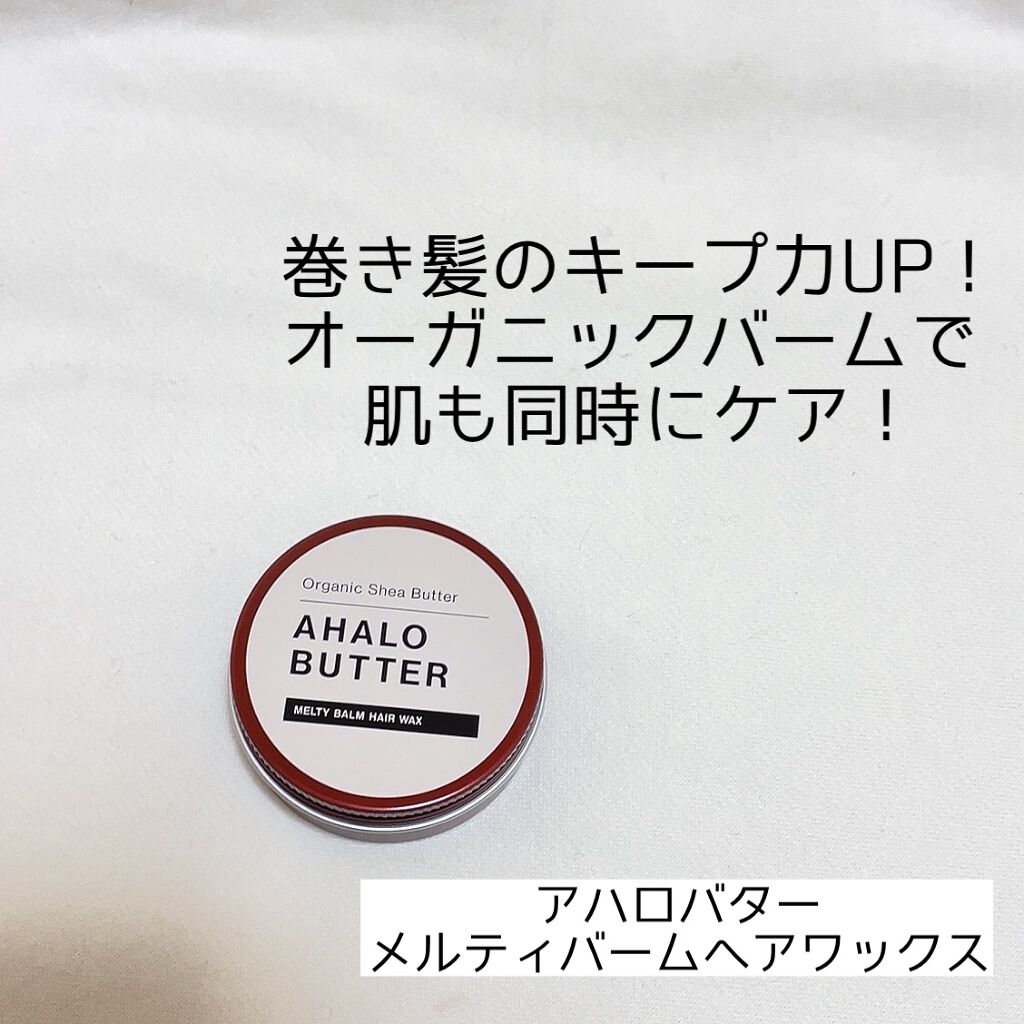 巻き髪のキープ力UP！
オーガニックバームで
肌も同時にケア！
Organic Shea Butter
AHALO
BUTTER
MELTY BALM HAIR WAX
アハロバター
メルティバームヘアワックス